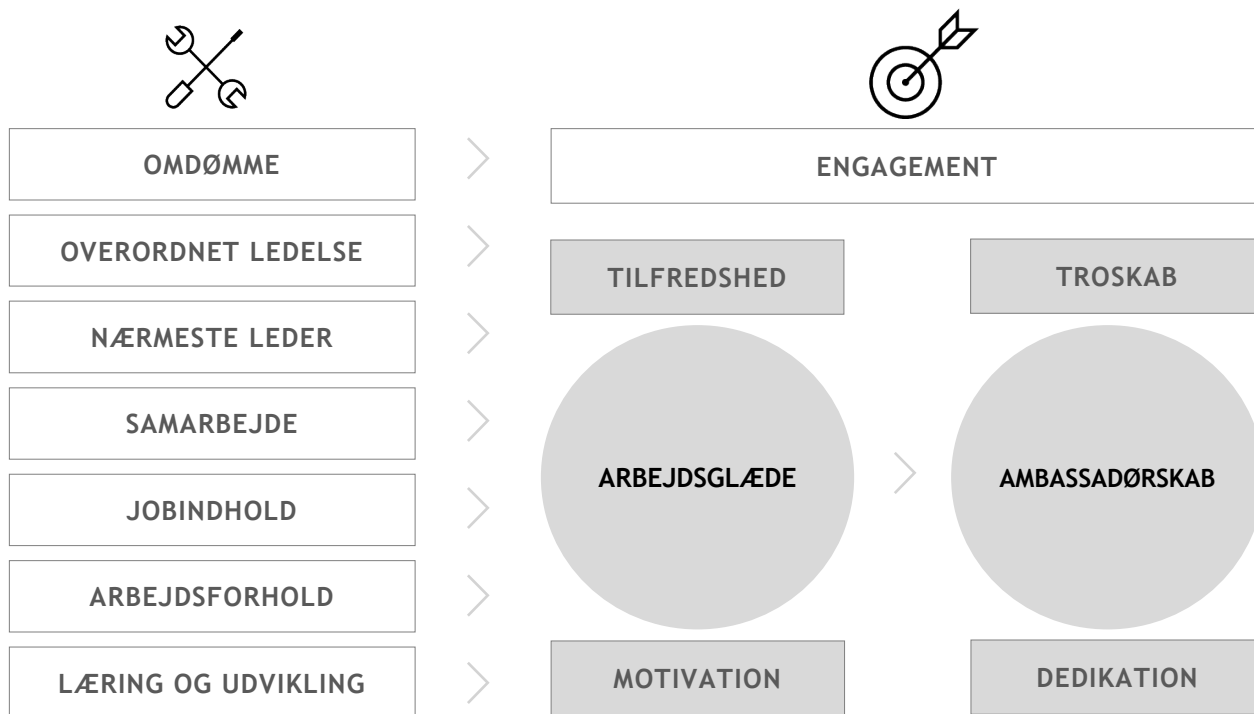 OMDØMME
OVERORDNET LEDELSE
NÆRMESTE LEDER
SAMARBEJDE
JOBINDHOLD
ARBEJDSFORHOLD
LÆRING OG UDVIKLING
ENGAGEMENT
TILFREDSHED
TROSKAB
ARBEJDSGLÆDE
AMBASSADØRSKAB
MOTIVATION
DEDIKATION